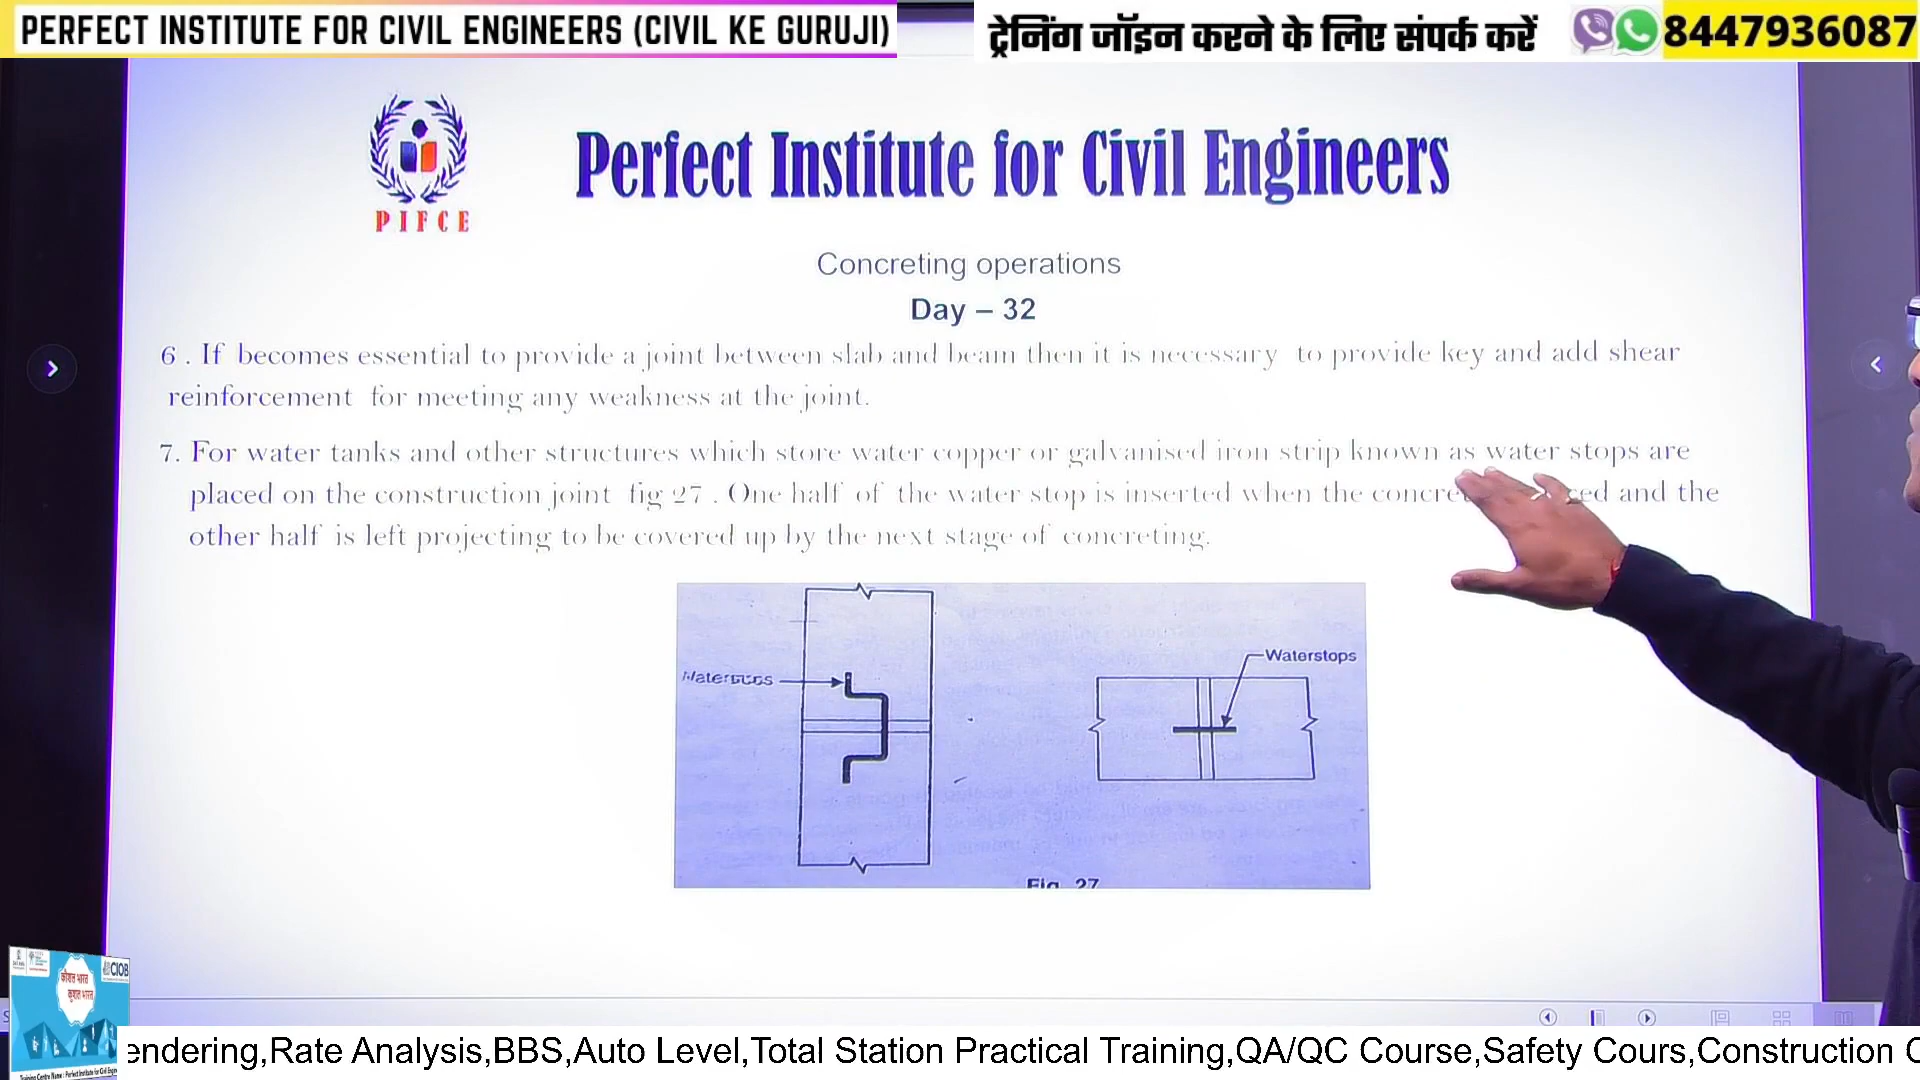 PERFECT INSTITUTE FOR CIVIL ENGINEERS (CIVIL KE GURUJI)
ट्रेनिंग जॉइन करने के लिए संपर्क करें 8447936087
PIFCE
Perfect Institute for Civil Engineers
Concreting operations
Day – 32
6 . If becomes essential to provide a joint between slab and beam then it is necessary to provide key and add shear
reinforcement for meeting any weakness at the joint.
7. For water tanks and other structures which store water copper or galvanised iron strip known as water stops are
placed on the construction joint fig 27 . One half of the water stop is inserted when the and the
other half is left projecting to be covered up by the next stage of concreting.
Waterstops
Fig. 27
कौशल भारत
कुशल भारत
CIOB
endering,Rate Analysis,BBS,Auto Level,Total Station Practical Training,QA/QC Course,Safety Cours,Construction